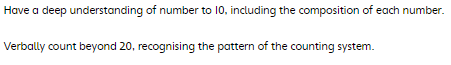 Have a deep understanding of number to 10, including the composition of each number.
Verbally count beyond 20, recognising the pattern of the counting system.